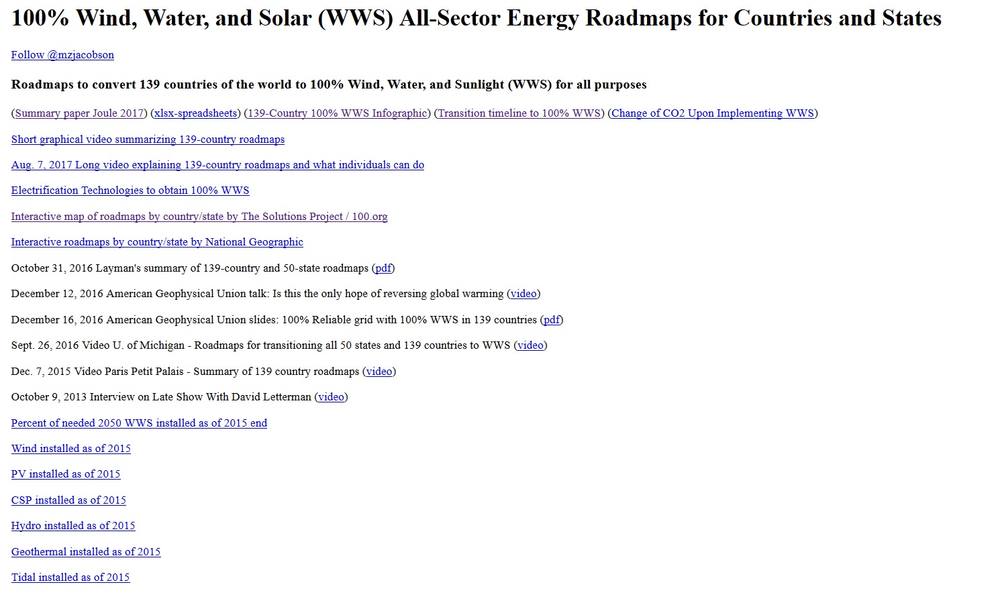 100% Wind, Water, and Solar (WWS) All-Sector Energy Roadmaps for Countries and States
Follow @mzjacobson
Roadmaps to convert 139 countries of the world to 100% Wind, Water, and Sunlight (WWS) for all purposes
(Summary paper Joule 2017) (xlsx-spreadsheets) (139-Country 100% WWS Infographic) (Transition timeline to 100% WWS) (Change of CO2 Upon Implementing WWS)
Short graphical video summarizing 139-country roadmaps
Aug. 7, 2017 Long video explaining 139-country roadmaps and what individuals can do
Electrification Technologies to obtain 100% WWS
Interactive map of roadmaps by country/state by The Solutions Project / 100.org
Interactive roadmaps by country/state by National Geographic
October 31, 2016 Layman's summary of 139-country and 50-state roadmaps (pdf)
December 12, 2016 American Geophysical Union talk: Is this the only hope of reversing global warming (video)
December 16, 2016 American Geophysical Union slides: 100% Reliable grid with 100% WWS in 139 countries (pdf)
Sept. 26, 2016 Video U. of Michigan - Roadmaps for transitioning all 50 states and 139 countries to WWS (video)
Dec. 7, 2015 Video Paris Petit Palais - Summary of 139 country roadmaps (video)
October 9, 2013 Interview on Late Show With David Letterman (video)
Percent of needed 2050 WWS installed as of 2015 end
Wind installed as of 2015
PV installed as of 2015
CSP installed as of 2015
Hydro installed as of 2015
Geothermal installed as of 2015
Tidal installed as of 2015